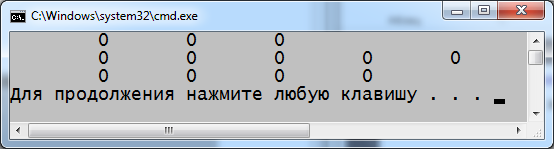 C:\Windows\system32\cmd.exe
0 0 0
0 0 0 0 0
0 0 0 0
Для продолжения нажмите любую клавишу . . .